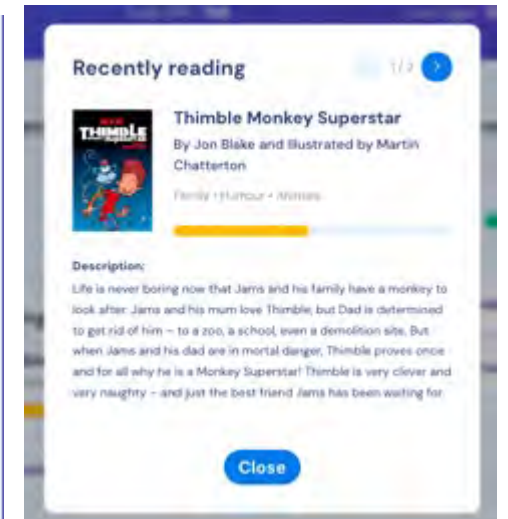 Recently reading
1/2
THIMBLE
Thimble Monkey Superstar
By Jon Blake and Illustrated by Martin
Chatterton
Family • Humour • Animals
Description:
Life is never boring now that Jams and his family have a monkey to
look after. Jams and his mum love Thimble, but Dad is determined
to get rid of him – to a zoo, a school, even a demolition site. But
when Jams and his dad are in mortal danger, Thimble proves once
and for all why he is a Monkey Superstar! Thimble is very clever and
very naughty – and just the best friend Jams has been waiting for.
Close